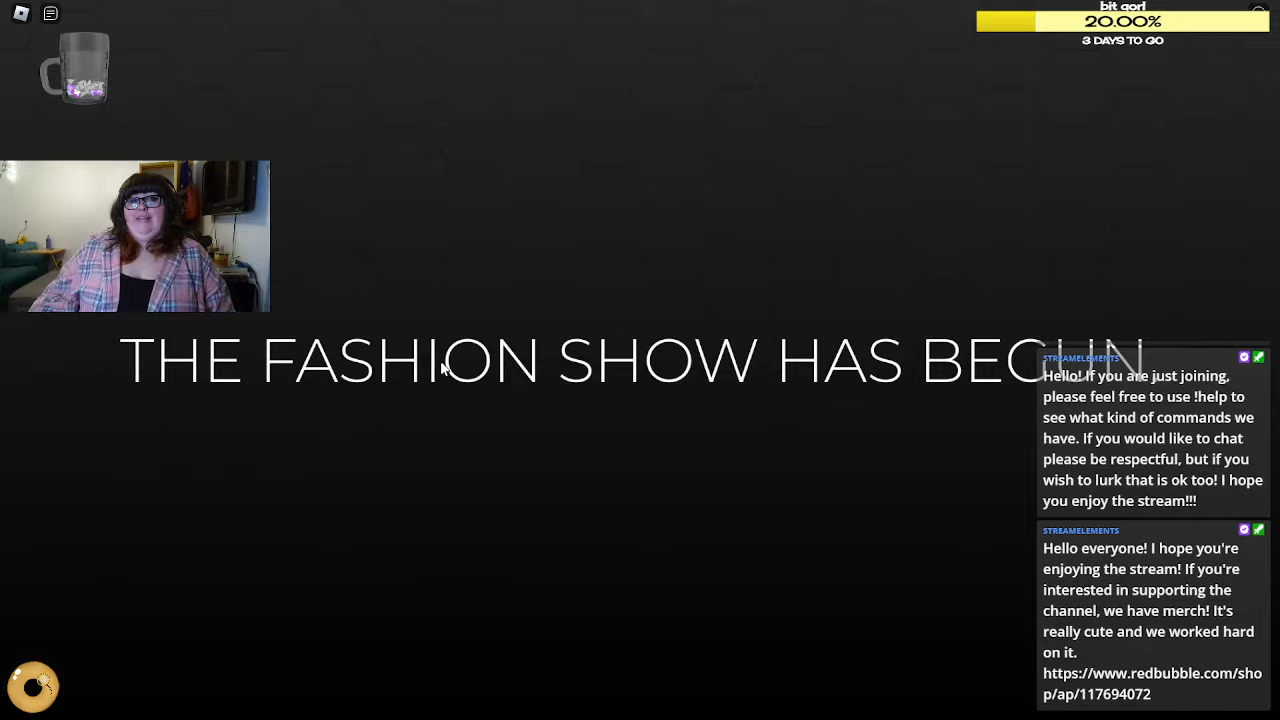 bit gorl
20.00%
3 DAYS TO GO
THE FASHION SHOW HAS BEGUN.
STREAMELEMENTS
Hello! If you are just joining,
please feel free to use !help to
see what kind of commands we
have. If you would like to chat
please be respectful, but if you
wish to lurk that is ok too! I hope
you enjoy the stream!!!
STREAMELEMENTS
Hello everyone! I hope you're
enjoying the stream! If you're
interested in supporting the
channel, we have merch! It's
really cute and we worked hard
on it.
https://www.redbubble.com/sho
p/ap/117694072